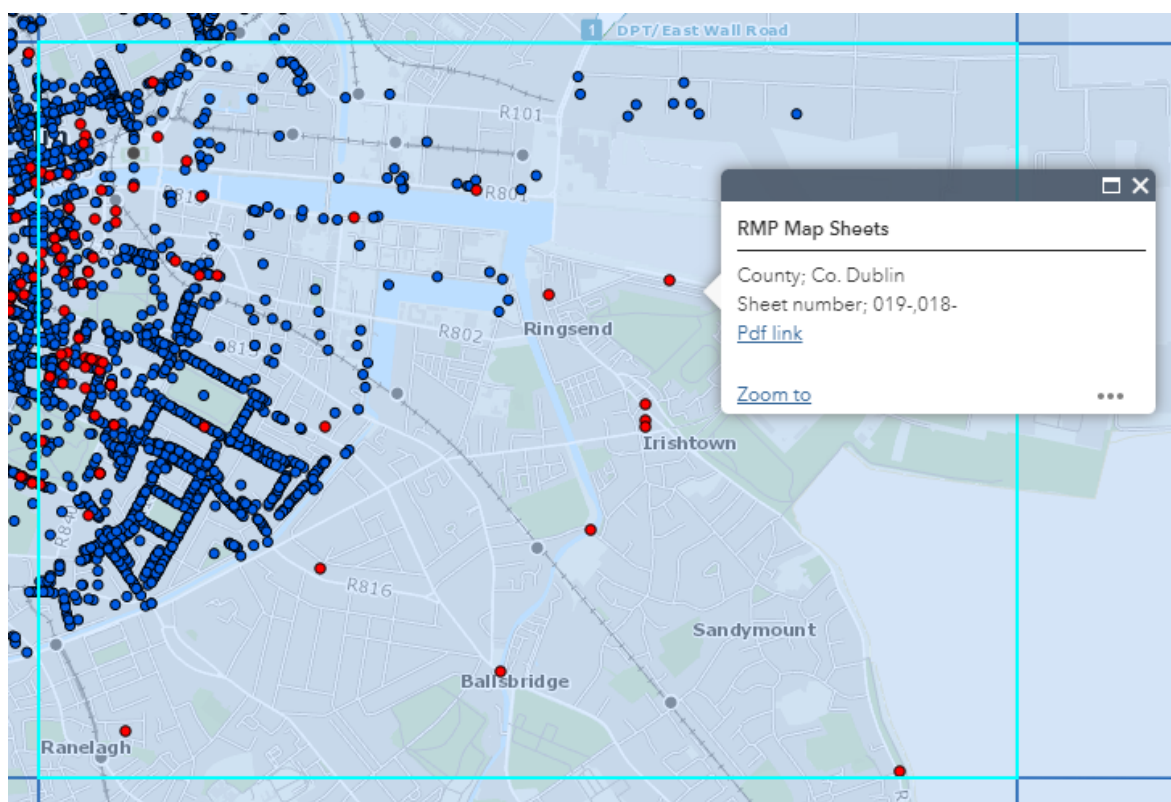 1 DPT/East Wall Road
R101
R801
R802
R816
Ringsend
Irishtown
Sandymount
Ballsbridge
Ranelagh
RMP Map Sheets
County; Co. Dublin
Sheet number; 019-,018-
Pdf link
Zoom to